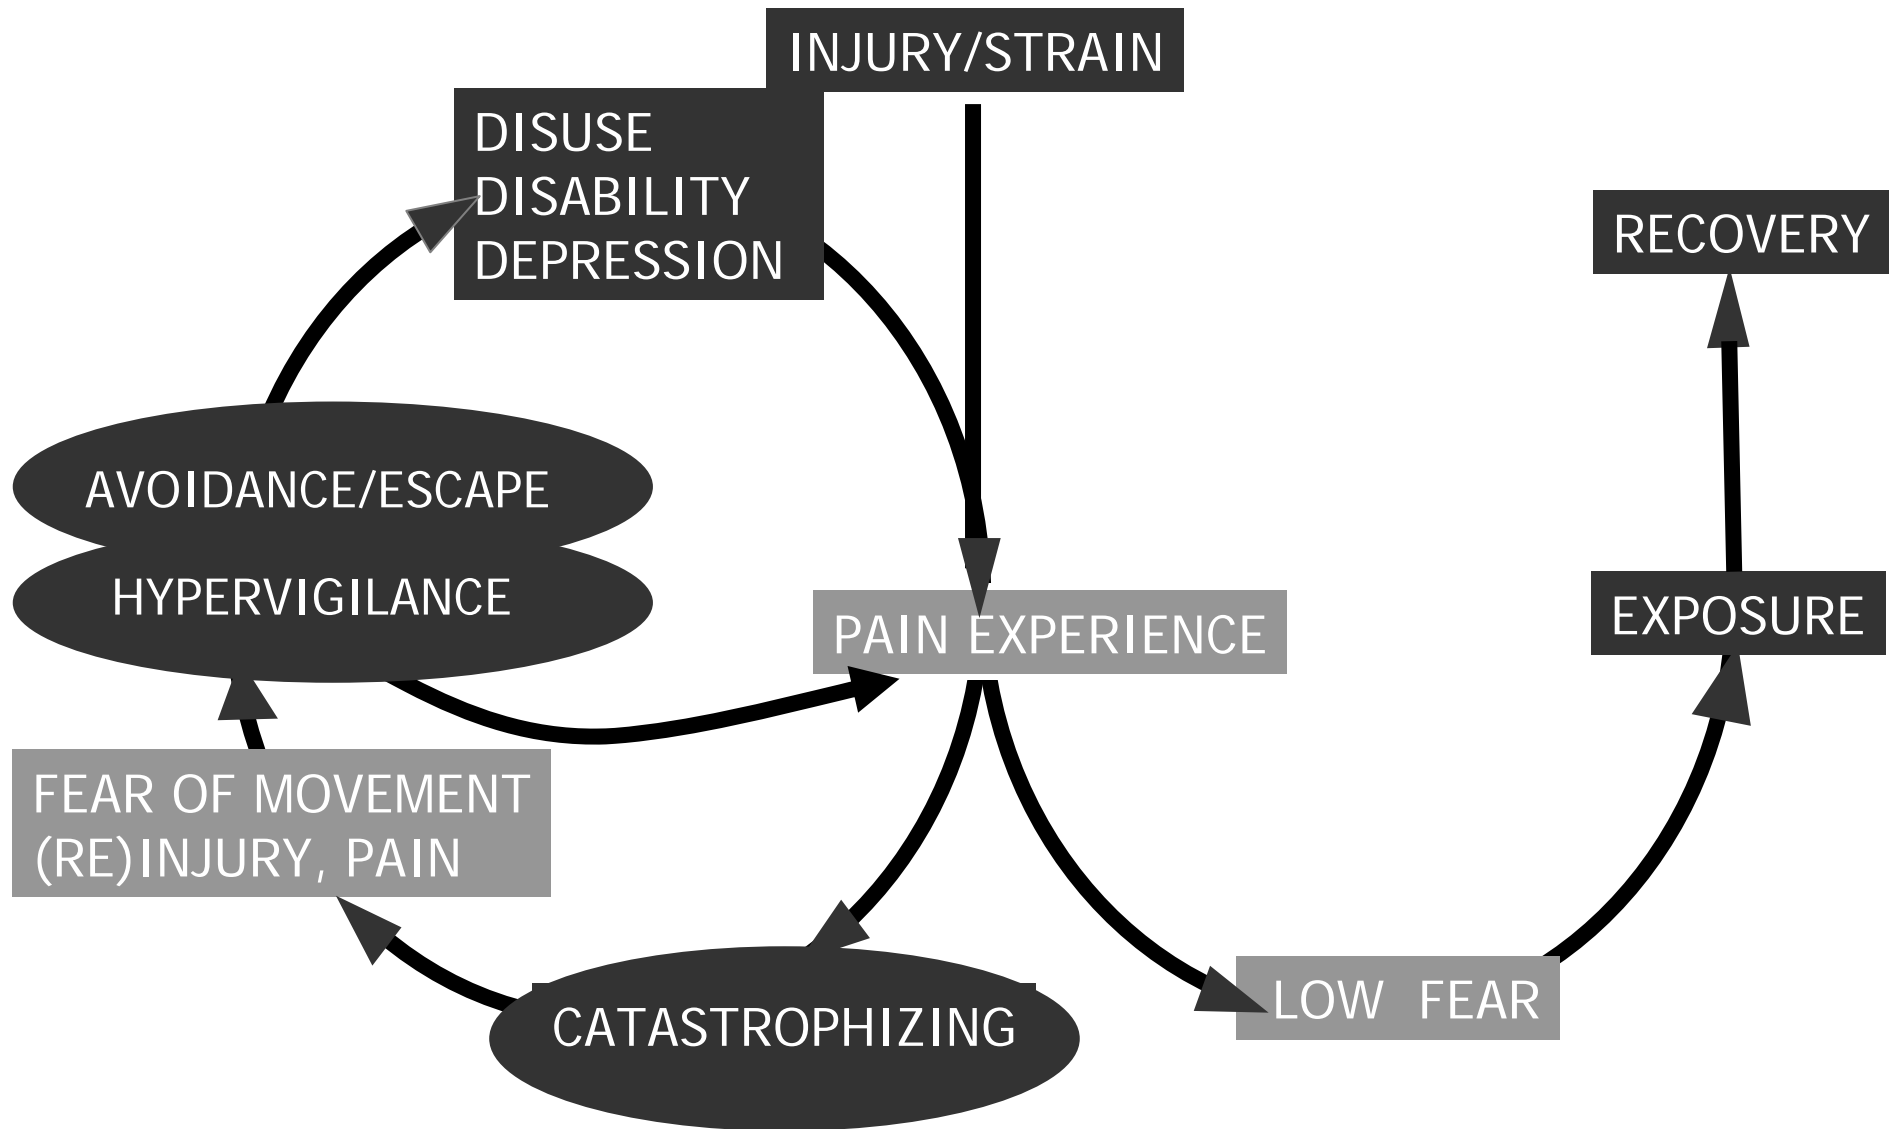 INJURY/STRAIN
DISUSE
DISABILITY
DEPRESSION
RECOVERY
AVOIDANCE/ESCAPE
HYPERVIGILANCE
PAIN EXPERIENCE
EXPOSURE
FEAR OF MOVEMENT
(RE)INJURY, PAIN
LOW FEAR
CATASTROPHIZING